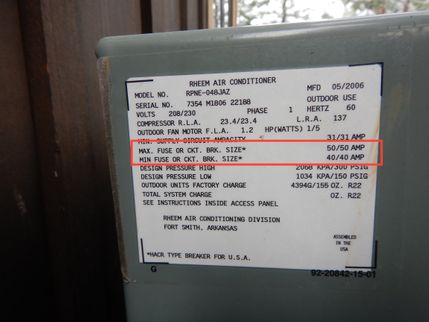 RHEEM AIR CONDITIONER
MODEL NO. RPNE-048JAZ MFD 05/2006
SERIAL NO. 7354 M1806 22188 OUTDOOR USE
VOLTS 208/230 PHASE 1 HERTZ 60
COMPRESSOR R.L.A. 23.4/23.4 L.R.A. 137
OUTDOOR FAN MOTOR F.L.A. 1.2 HP(WATTS) 1/5
MIN. SUPPLY CIRCUIT AMPACITY 31/31 AMP
MAX. FUSE OR CKT. BRK. SIZE* 50/50 AMP
MIN FUSE OR CKT. BRK. SIZE* 40/40 AMP
DESIGN PRESSURE HIGH 2068 KPA/300 PSIG
DESIGN PRESSURE LOW 1034 KPA/150 PSIG
OUTDOOR UNITS FACTORY CHARGE 4394G/155 OZ. R22
TOTAL SYSTEM CHARGE OZ. R22
SEE INSTRUCTIONS INSIDE ACCESS PANEL
RHEEM AIR CONDITIONING DIVISION
FORT SMITH, ARKANSAS
ASSEMBLED
IN THE
USA
*HACR TYPE BREAKER FOR U.S.A.
G 92-20842-15-01